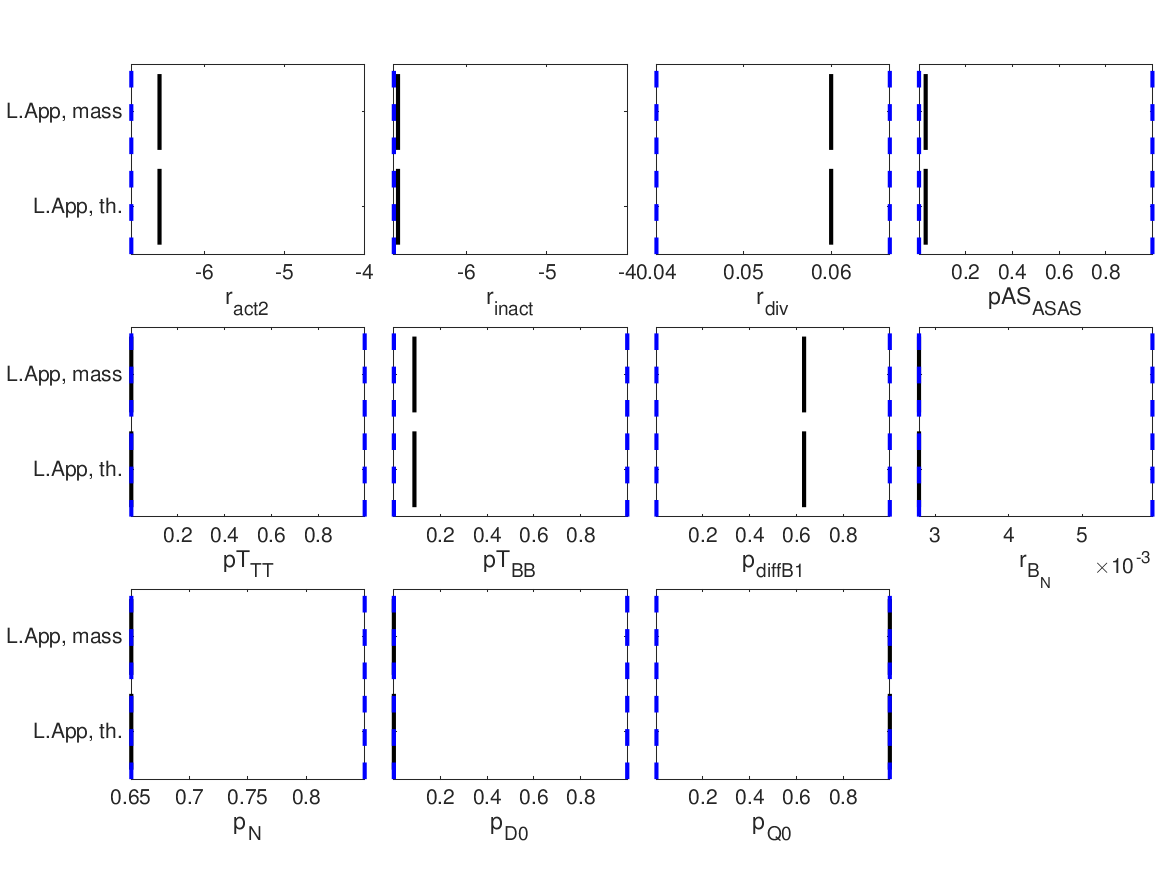 L.App, mass
L.App, th.
-6 -5 -4
r_act2
-6 -5 -4
r_inact
0.04 0.05 0.06
r_div
0.2 0.4 0.6 0.8
pAS_ASAS
L.App, mass
L.App, th.
0.2 0.4 0.6 0.8
pT_TT
0.2 0.4 0.6 0.8
pT_BB
0.2 0.4 0.6 0.8
p_diffB1
3 4 5
×10^-3
r_B_N
L.App, mass
L.App, th.
0.65 0.7 0.75 0.8
p_N
0.2 0.4 0.6 0.8
p_D0
0.2 0.4 0.6 0.8
p_Q0